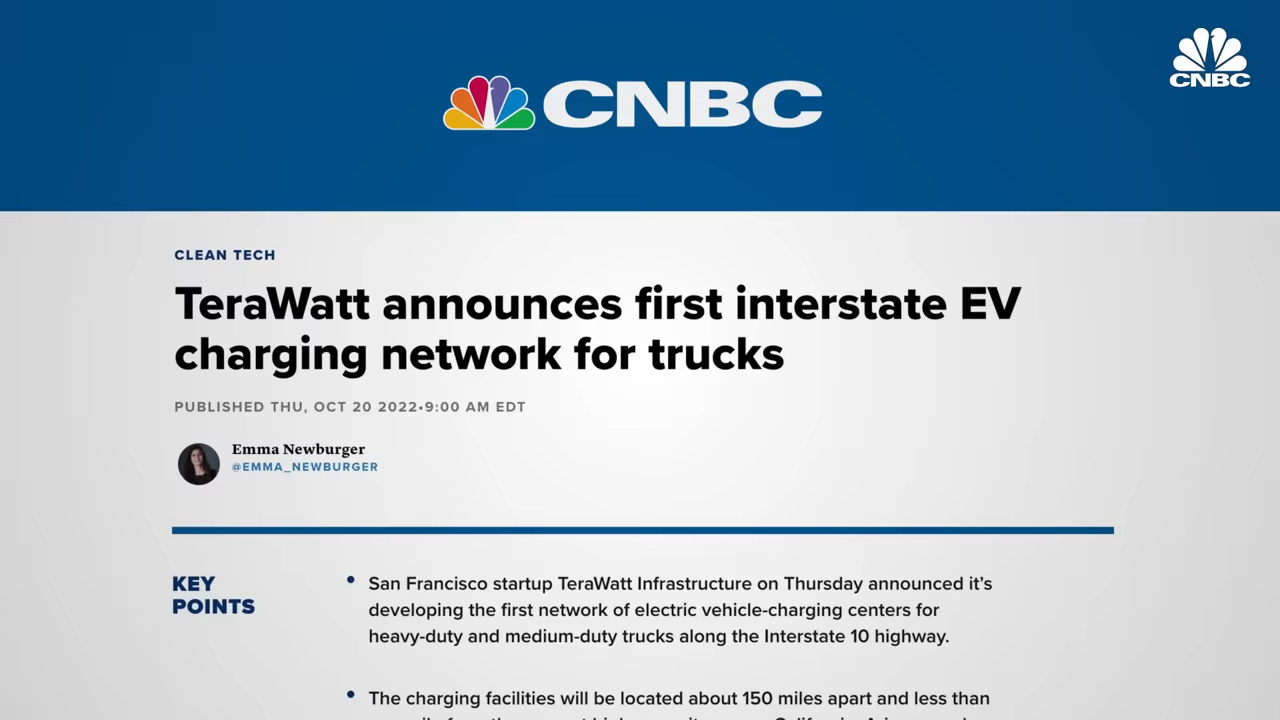 CNBC
CNBC
CLEAN TECH
TeraWatt announces first interstate EV
charging network for trucks
PUBLISHED THU, OCT 20 2022•9:00 AM EDT
Emma Newburger
@EMMA_NEWBURGER
KEY
POINTS
• San Francisco startup TeraWatt Infrastructure on Thursday announced it’s
developing the first network of electric vehicle-charging centers for
heavy-duty and medium-duty trucks along the Interstate 10 highway.
• The charging facilities will be located about 150 miles apart and less than